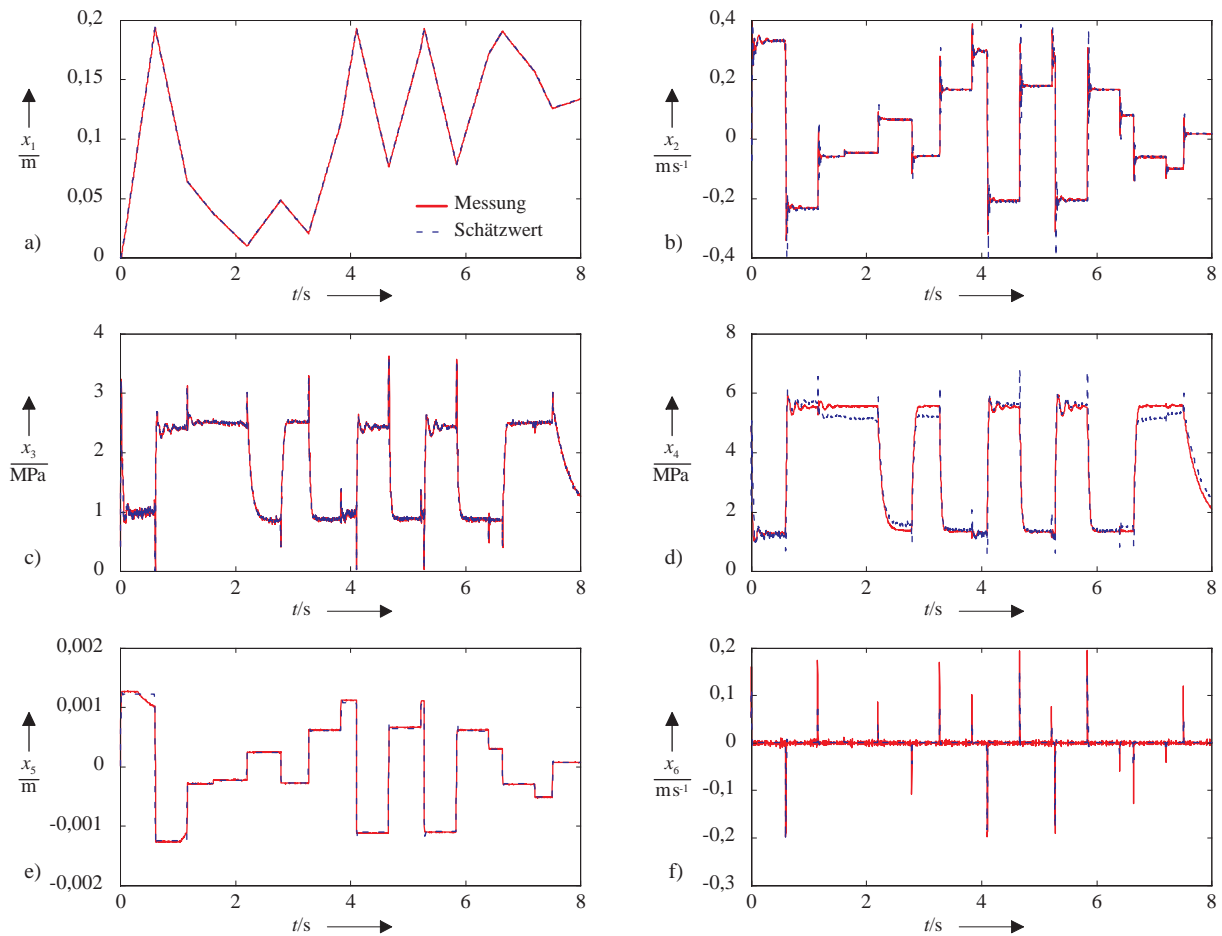 0,2
0,15
0,1
0,05
0
x1
m
a)
Messung
Schätzwert
0 2 4 6 8
t/s
0,4
0,2
0
-0,2
-0,4
x2
ms-1
b)
0 2 4 6 8
t/s
4
3
2
1
0
x3
MPa
c)
0 2 4 6 8
t/s
8
6
4
2
0
x4
MPa
d)
0 2 4 6 8
t/s
0,002
0,001
0
-0,001
-0,002
x5
m
e)
0 2 4 6 8
t/s
0,2
0,1
0
-0,1
-0,2
-0,3
x6
ms-1
f)
0 2 4 6 8
t/s